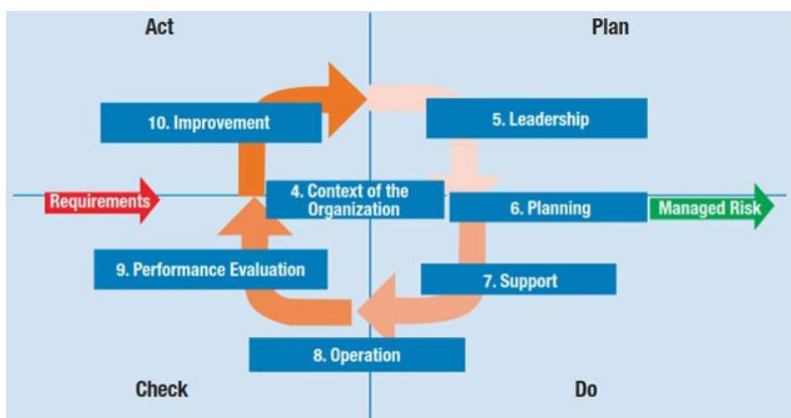 Act
Plan
10. Improvement
5. Leadership
Requirements
4. Context of the
Organization
6. Planning
Managed Risk
9. Performance Evaluation
7. Support
8. Operation
Check
Do